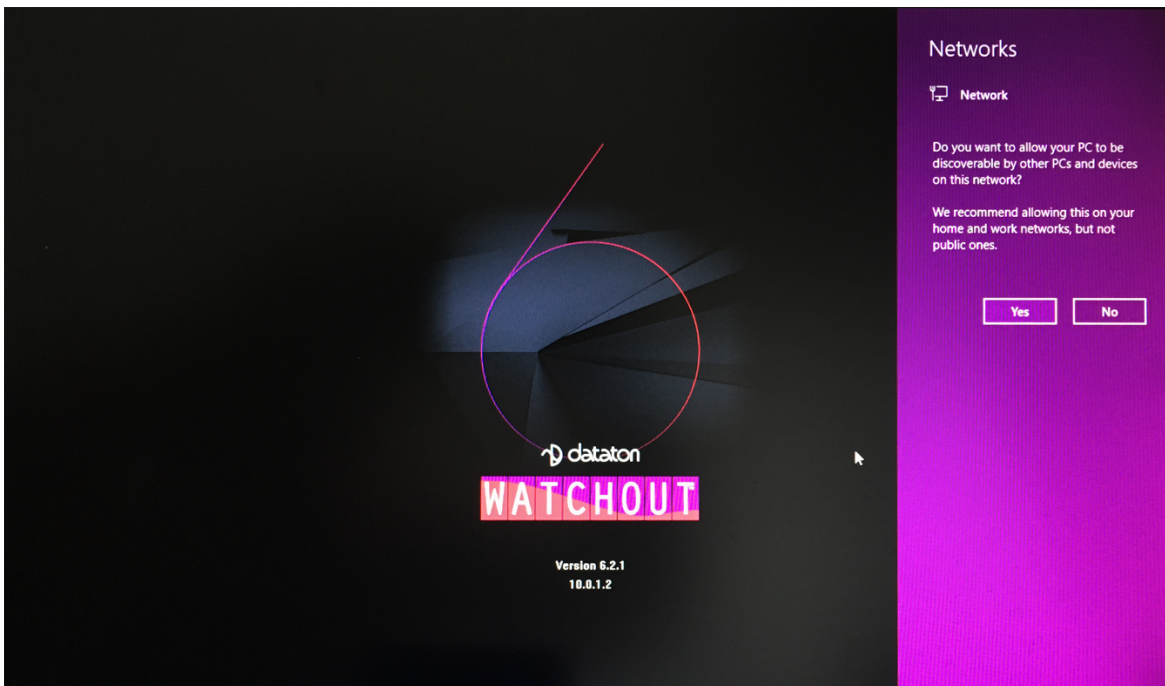 Networks
Network
Do you want to allow your PC to be
discoverable by other PCs and devices
on this network?
We recommend allowing this on your
home and work networks, but not
public ones.
Yes
No
dataton
WATCHOUT
Version 6.2.1
10.0.1.2